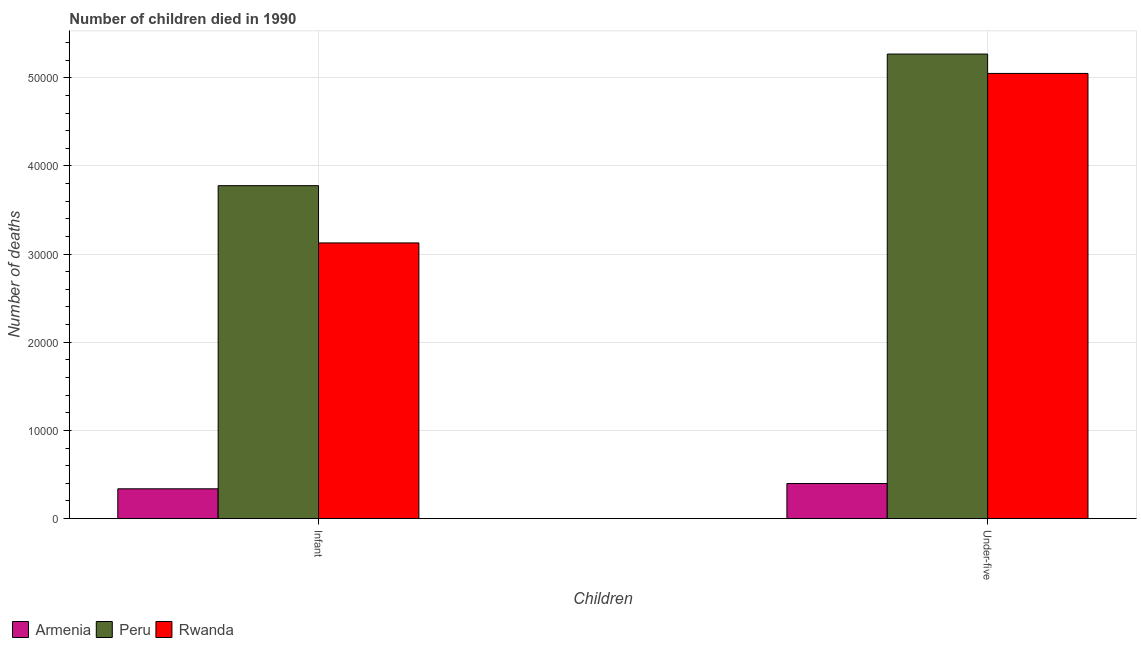 Number of children died in 1990
Number of deaths
50000
40000
30000
20000
10000
0
Infant
Under-five
Children
Armenia
Peru
Rwanda